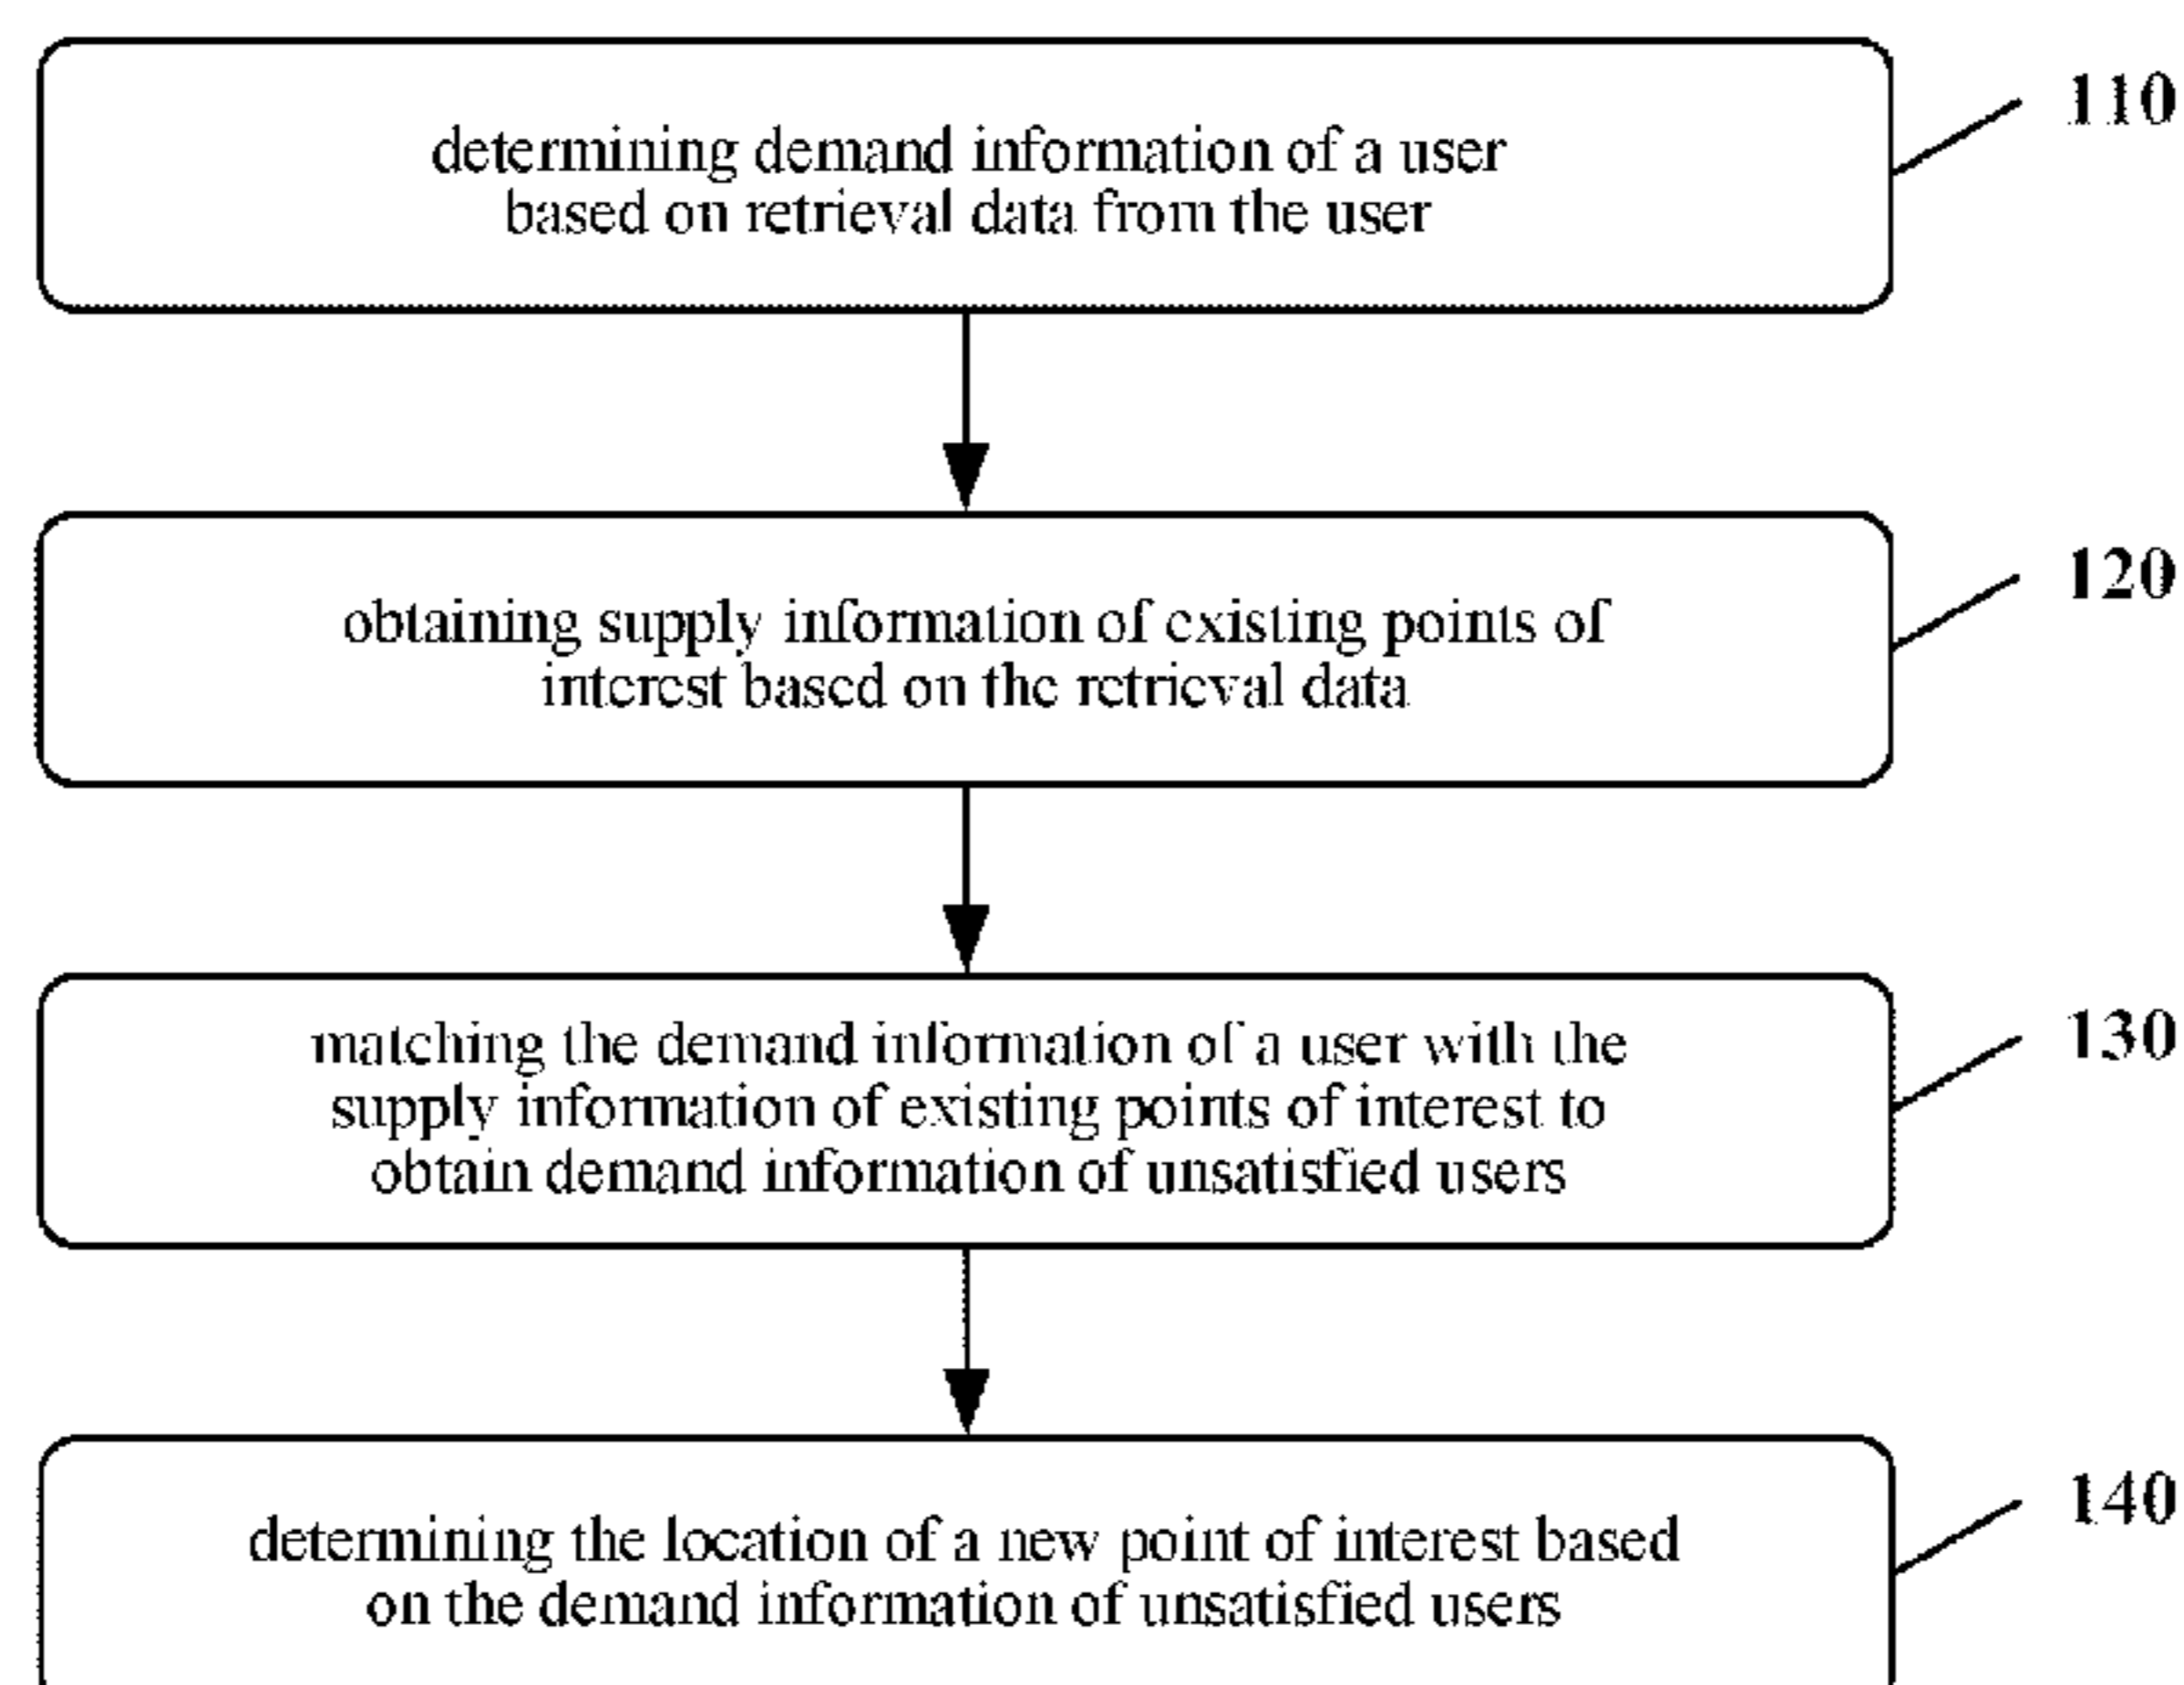 determining demand information of a user
based on retrieval data from the user
110
obtaining supply information of existing points of
interest based on the retrieval data
120
matching the demand information of a user with the
supply information of existing points of interest to
obtain demand information of unsatisfied users
130
determining the location of a new point of interest based
on the demand information of unsatisfied users
140